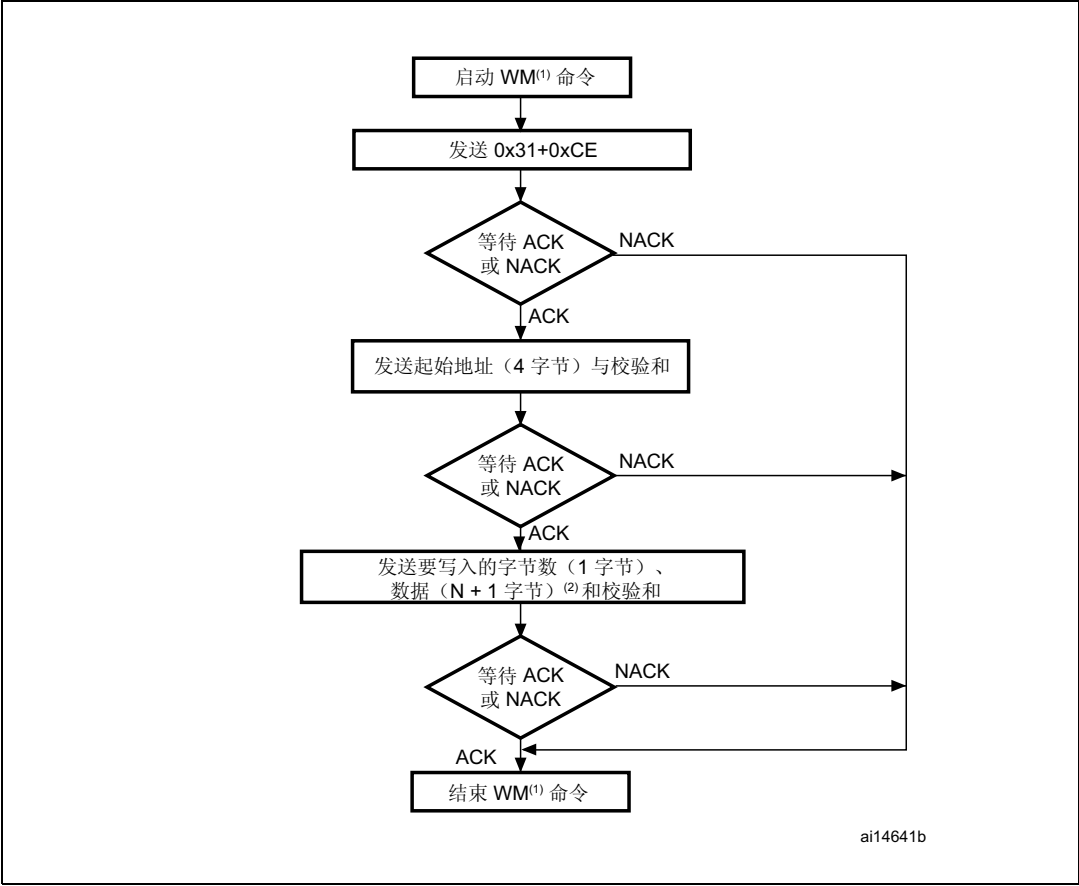 启动 WM(1) 命令
发送 0x31+0xCE
等待 ACK
或 NACK
NACK
ACK
发送起始地址（4 字节）与校验和
等待 ACK
或 NACK
NACK
ACK
发送要写入的字节数（1 字节）、
数据（N + 1 字节）(2) 和校验和
等待 ACK
或 NACK
NACK
ACK
结束 WM(1) 命令
ai14641b